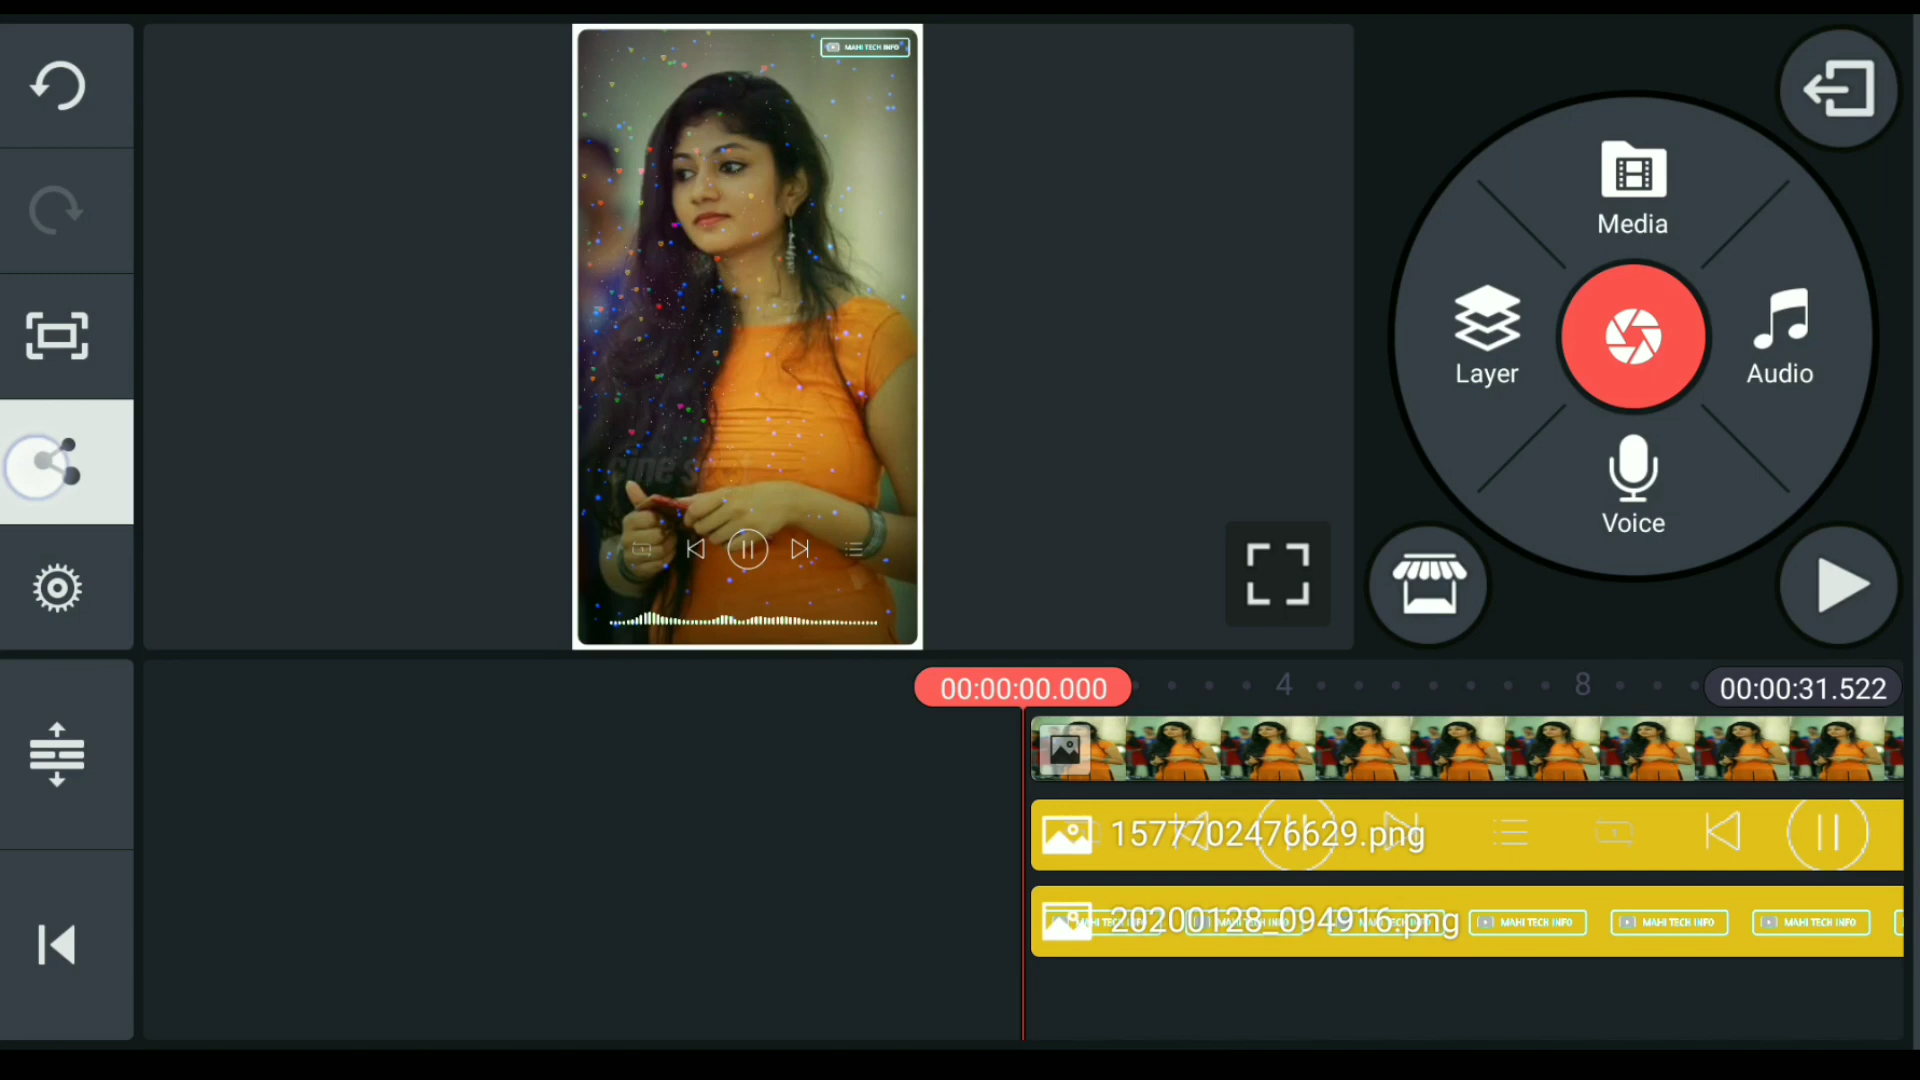 MAHI TECH INFO
Media
Layer
Audio
Voice
00:00:00.000
4
8
00:00:31.522
1577702476629.png
20200128_094916.png
MAHI TECH INFO
MAHI TECH INFO
MAHI TECH INFO